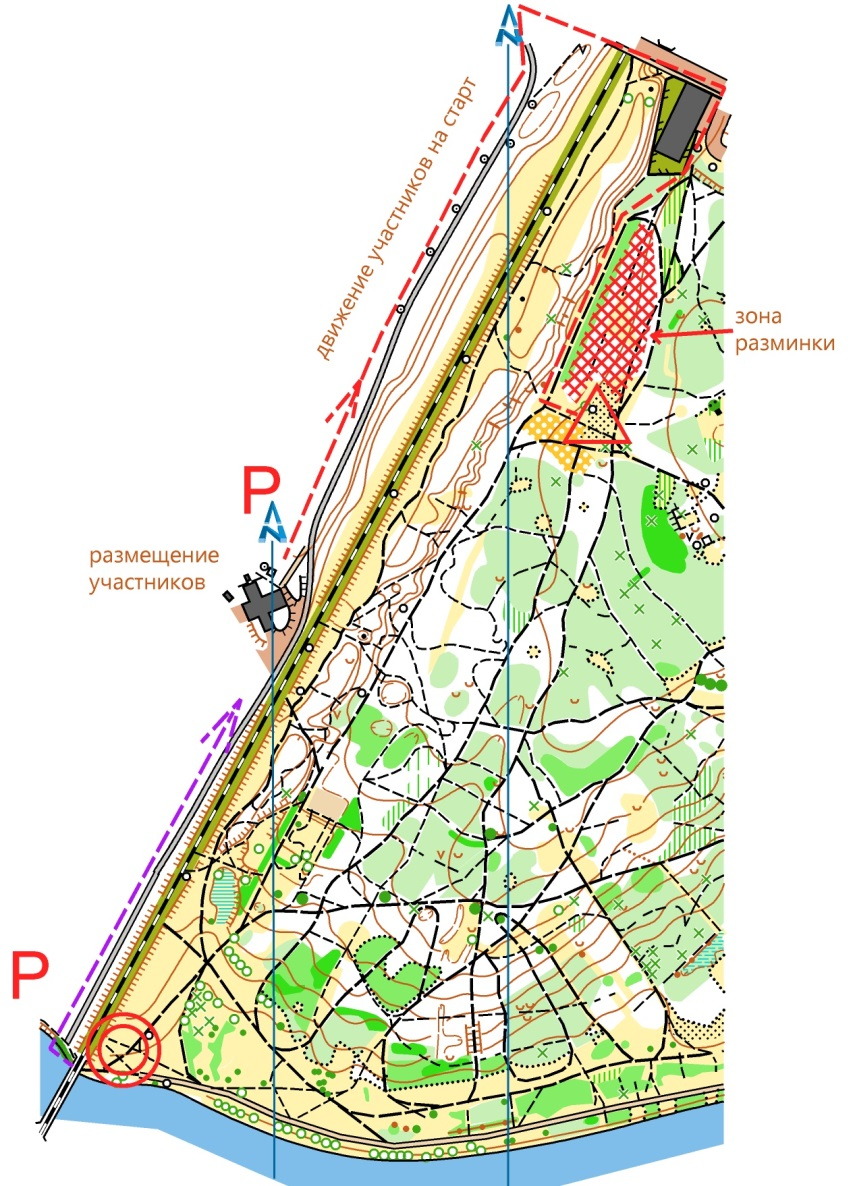 N
движение участников на старт
зона
разминки
P
N
размещение
участников
P